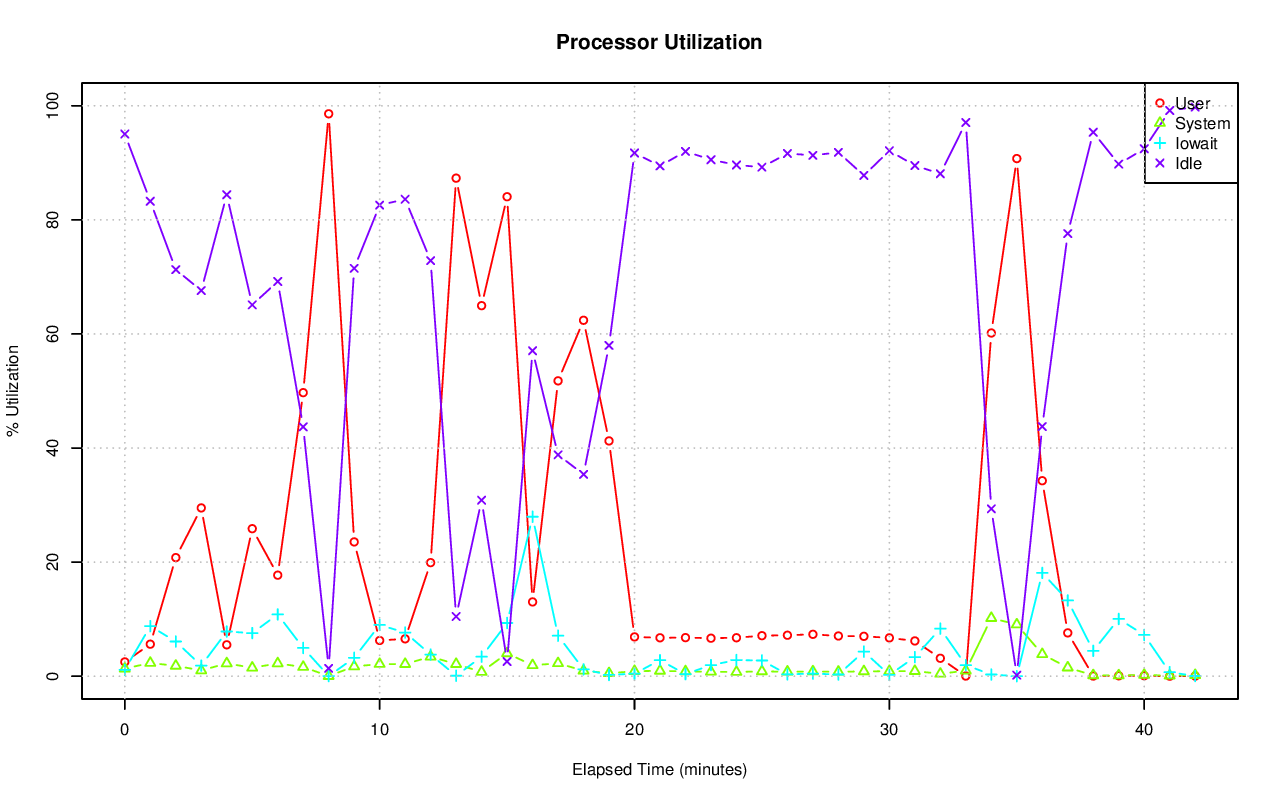 Processor Utilization
% Utilization
100
80
60
40
20
0
User
System
Iowait
Idle
0 10 20 30 40
Elapsed Time (minutes)